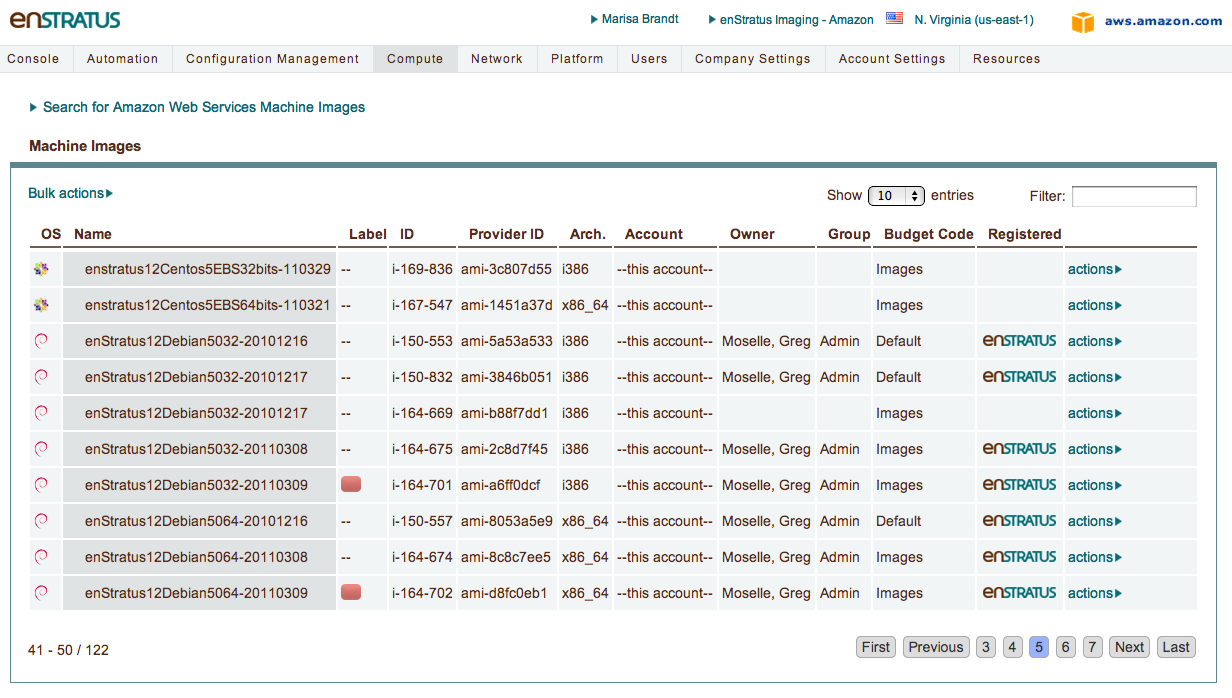 enSTRATUS Marisa Brandt enStratus Imaging - Amazon N. Virginia (us-east-1) aws.amazon.com
Console Automation Configuration Management Compute Network Platform Users Company Settings Account Settings Resources
Search for Amazon Web Services Machine Images
Machine Images
Bulk actions Show 10 entries Filter:
OS Name Label ID Provider ID Arch. Account Owner Group Budget Code Registered
enstratus12Centos5EBS32bits-110329 -- i-169-836 ami-3c807d55 i386 --this account-- Images actions
enstratus12Centos5EBS64bits-110321 -- i-167-547 ami-1451a37d x86_64 --this account-- Images actions
enStratus12Debian5032-20101216 -- i-150-553 ami-5a53a533 i386 --this account-- Moselle, Greg Admin Default enSTRATUS actions
enStratus12Debian5032-20101217 -- i-150-832 ami-3846b051 i386 --this account-- Moselle, Greg Admin Default enSTRATUS actions
enStratus12Debian5032-20101217 -- i-164-669 ami-b88f7dd1 i386 --this account-- Images actions
enStratus12Debian5032-20110308 -- i-164-675 ami-2c8d7f45 i386 --this account-- Moselle, Greg Admin Images enSTRATUS actions
enStratus12Debian5032-20110309 i-164-701 ami-a6ff0dcf i386 --this account-- Moselle, Greg Admin Images enSTRATUS actions
enStratus12Debian5064-20101216 -- i-150-557 ami-8053a5e9 x86_64 --this account-- Moselle, Greg Admin Default enSTRATUS actions
enStratus12Debian5064-20110308 -- i-164-674 ami-8c8c7ee5 x86_64 --this account-- Moselle, Greg Admin Images enSTRATUS actions
enStratus12Debian5064-20110309 i-164-702 ami-d8fc0eb1 x86_64 --this account-- Moselle, Greg Admin Images enSTRATUS actions
41 - 50 / 122 First Previous 3 4 5 6 7 Next Last